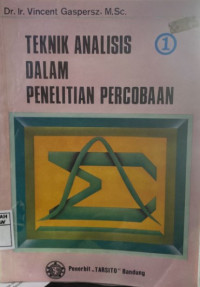 Dr. Ir. Vincent Gaspersz, M.Sc.
TEKNIK ANALISIS 1
DALAM
PENELITIAN PERCOBAAN
Penerbit „TARSITO” Bandung